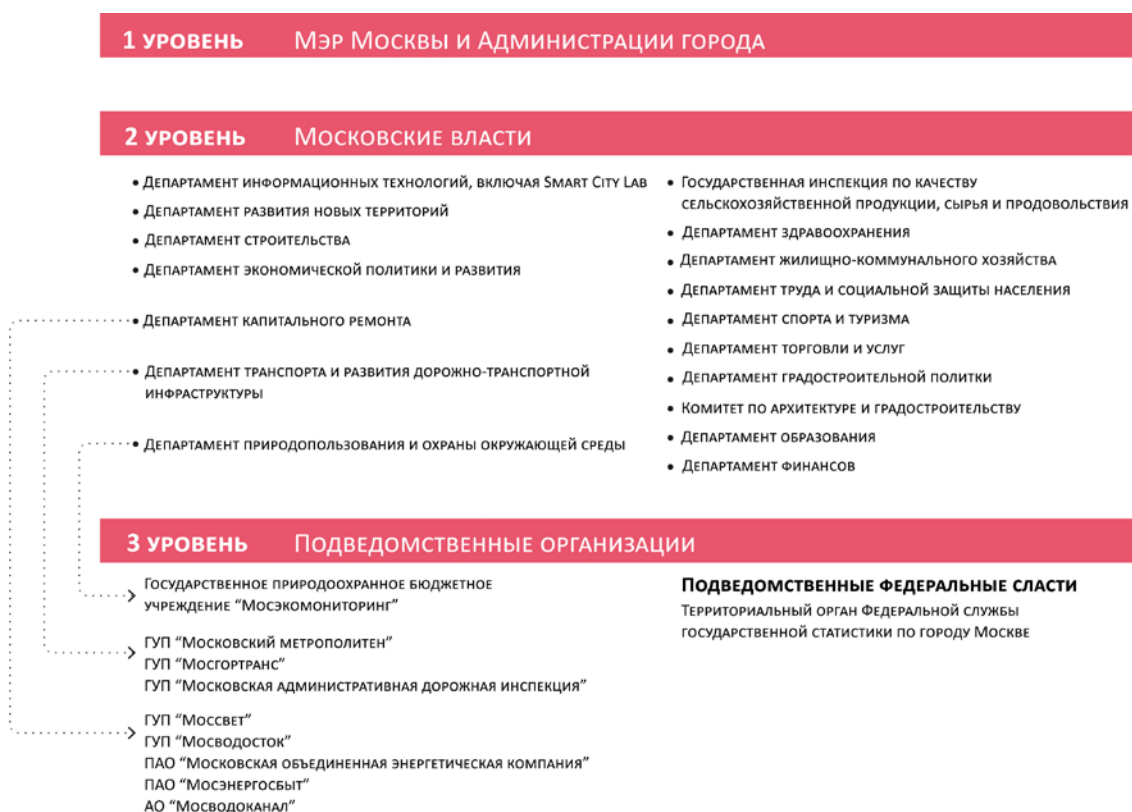 1 уровень Мэр Москвы и Администрации города
2 уровень Московские власти
• Департамент информационных технологий, включая Smart City Lab
• Департамент развития новых территорий
• Департамент строительства
• Департамент экономической политики и развития
• Департамент капитального ремонта
• Департамент транспорта и развития дорожно-транспортной
инфраструктуры
• Департамент природопользования и охраны окружающей среды
• Государственная инспекция по качеству
сельскохозяйственной продукции, сырья и продовольствия
• Департамент здравоохранения
• Департамент жилищно-коммунального хозяйства
• Департамент труда и социальной защиты населения
• Департамент спорта и туризма
• Департамент торговли и услуг
• Департамент градостроительной политки
• Комитет по архитектуре и градостроительству
• Департамент образования
• Департамент финансов
3 уровень Подведомственные организации
Государственное природоохранное бюджетное
учреждение "Мосэкомониторинг"
ГУП "Московский метрополитен"
ГУП "Мосгортранс"
ГУП "Московская административная дорожная инспекция"
ГУП "Моссвет"
ГУП "Мосводосток"
ПАО "Московская объединенная энергетическая компания"
ПАО "Мосэнергосбыт"
АО "Мосводоканал"
Подведомственные федеральные сласти
Территориальный орган Федеральной службы
государственной статистики по городу Москве